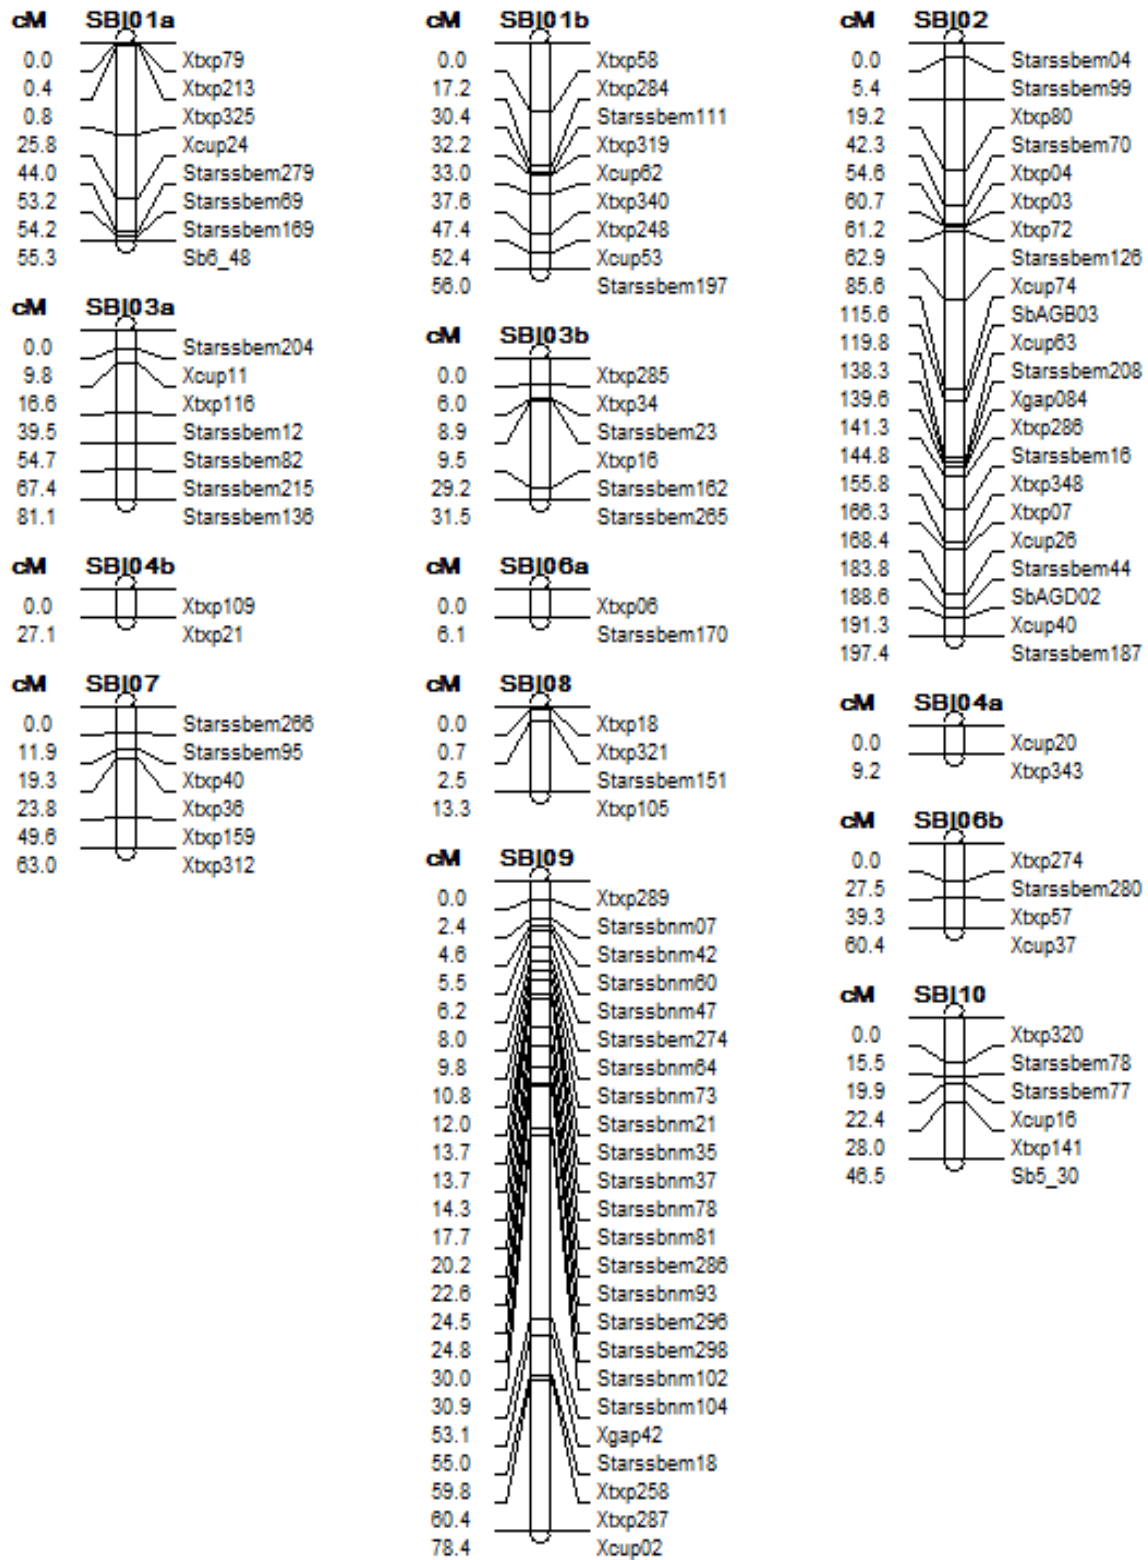 cM SBI01a
0.0 Xtxp79
0.4 Xtxp213
0.8 Xtxp325
25.8 Xcup24
44.0 Starssbem279
53.2 Starssbem69
54.2 Starssbem169
55.3 Sb6_48
cM SBI03a
0.0 Starssbem204
9.8 Xcup11
16.6 Xtxp116
39.5 Starssbem12
54.7 Starssbem82
67.4 Starssbem215
81.1 Starssbem136
cM SBI04b
0.0 Xtxp109
27.1 Xtxp21
cM SBI07
0.0 Starssbem266
11.9 Starssbem95
19.3 Xtxp40
23.8 Xtxp36
49.6 Xtxp159
63.0 Xtxp312
cM SBI01b
0.0 Xtxp58
17.2 Xtxp284
30.4 Starssbem111
32.2 Xtxp319
33.0 Xcup62
37.6 Xtxp340
47.4 Xtxp248
52.4 Xcup53
56.0 Starssbem197
cM SBI03b
0.0 Xtxp285
6.0 Xtxp34
8.9 Starssbem23
9.5 Xtxp16
29.2 Starssbem162
31.5 Starssbem265
cM SBI06a
0.0 Xtxp06
6.1 Starssbem170
cM SBI08
0.0 Xtxp18
0.7 Xtxp321
2.5 Starssbem151
13.3 Xtxp105
cM SBI09
0.0 Xtxp289
2.4 Starssbnm07
4.6 Starssbnm42
5.5 Starssbnm60
6.2 Starssbnm47
8.0 Starssbem274
9.8 Starssbnm64
10.8 Starssbnm73
12.0 Starssbnm21
13.7 Starssbnm35
13.7 Starssbnm37
14.3 Starssbnm78
17.7 Starssbnm81
20.2 Starssbem286
22.6 Starssbnm93
24.5 Starssbem296
24.8 Starssbem298
30.0 Starssbnm102
30.9 Starssbnm104
53.1 Xgap42
55.0 Starssbem18
59.8 Xtxp258
60.4 Xtxp287
78.4 Xcup02
cM SBI02
0.0 Starssbem04
5.4 Starssbem99
19.2 Xtxp80
42.3 Starssbem70
54.6 Xtxp04
60.7 Xtxp03
61.2 Xtxp72
62.9 Starssbem126
85.6 Xcup74
115.6 SbAGB03
119.8 Xcup63
138.3 Starssbem208
139.6 Xgap084
141.3 Xtxp286
144.8 Starssbem16
155.8 Xtxp348
166.3 Xtxp07
168.4 Xcup26
183.8 Starssbem44
188.6 SbAGD02
191.3 Xcup40
197.4 Starssbem187
cM SBI04a
0.0 Xcup20
9.2 Xtxp343
cM SBI06b
0.0 Xtxp274
27.5 Starssbem280
39.3 Xtxp57
60.4 Xcup37
cM SBI10
0.0 Xtxp320
15.5 Starssbem78
19.9 Starssbem77
22.4 Xcup16
28.0 Xtxp141
46.5 Sb5_30